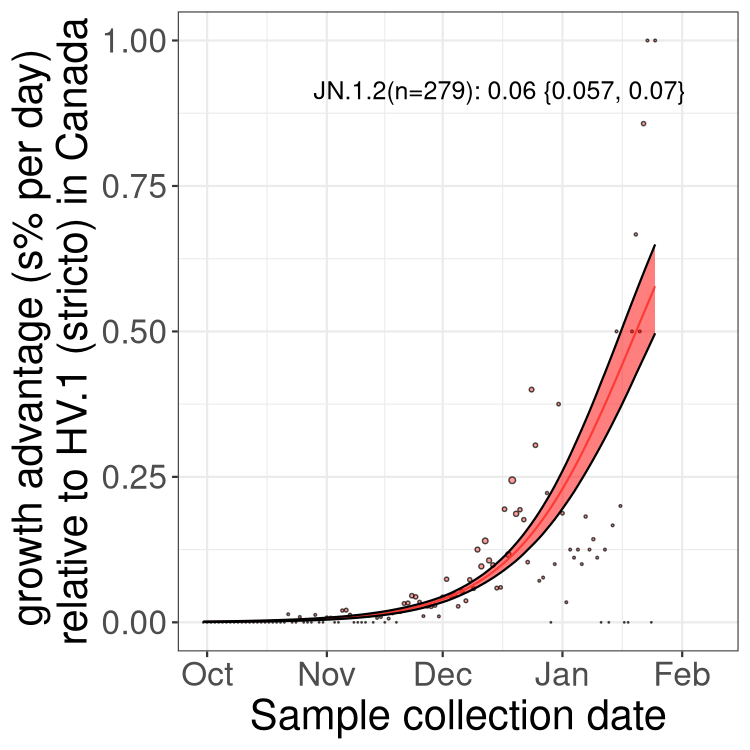 growth advantage (s% per day)
relative to HV.1 (stricto) in Canada
1.00
0.75
0.50
0.25
0.00
JN.1.2(n=279): 0.06 {0.057, 0.07}
Oct Nov Dec Jan Feb
Sample collection date